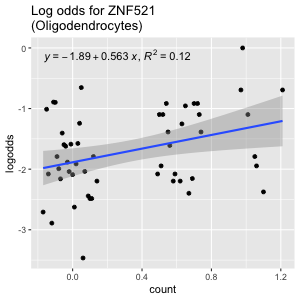 Log odds for ZNF521
(Oligodendrocytes)
y = −1.89 + 0.563 x, R² = 0.12
0
-1
-2
-3
logodds
0.0 0.4 0.8 1.2
count